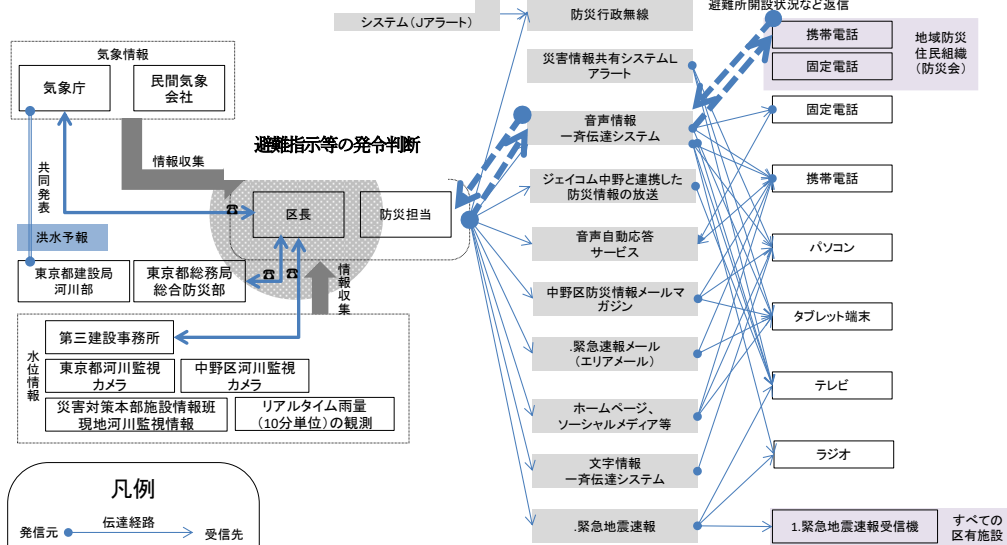 避難所開設状況など返信
システム(Jアラート)
防災行政無線
気象情報
気象庁
民間気象
会社
共同発表
情報収集
避難指示等の発令判断
☎
区長
防災担当
洪水予報
東京都建設局
河川部
東京都総務局
総合防災部
☎
☎
情報収集
水位情報
第三建設事務所
東京都河川監視
カメラ
中野区河川監視
カメラ
災害対策本部施設情報班
現地河川監視情報
リアルタイム雨量
(10分単位)の観測
凡例
発信元
伝達経路
受信先
災害情報共有システムL
アラート
音声情報
一斉伝達システム
ジェイコム中野と連携した
防災情報の放送
音声自動応答
サービス
中野区防災情報メールマ
ガジン
.緊急速報メール
(エリアメール)
ホームページ、
ソーシャルメディア等
文字情報
一斉伝達システム
.緊急地震速報
携帯電話
固定電話
地域防災
住民組織
(防災会)
固定電話
携帯電話
パソコン
タブレット端末
テレビ
ラジオ
1.緊急地震速報受信機
すべての
区有施設